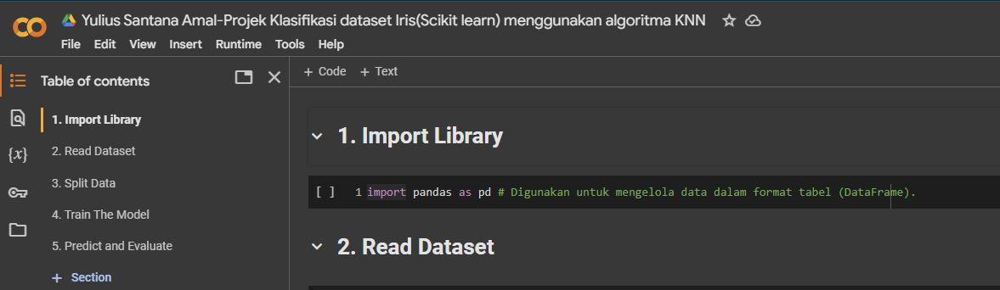 Yulius Santana Amal-Projek Klasifikasi dataset Iris(Scikit learn) menggunakan algoritma KNN
File Edit View Insert Runtime Tools Help
Table of contents
1. Import Library
2. Read Dataset
3. Split Data
4. Train The Model
5. Predict and Evaluate
+ Section
{x}
+ Code + Text
1. Import Library
[ ] 1 import pandas as pd # Digunakan untuk mengelola data dalam format tabel (DataFrame).
2. Read Dataset